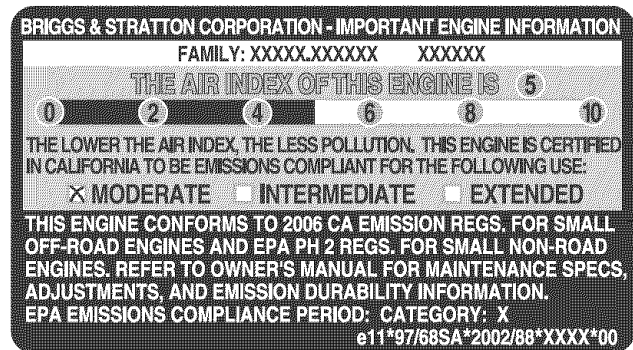 BRIGGS & STRATTON CORPORATION - IMPORTANT ENGINE INFORMATION
FAMILY: XXXXX.XXXXXX XXXXXX
THE AIR INDEX OF THIS ENGINE IS 5
0 2 4 6 8 10
THE LOWER THE AIR INDEX, THE LESS POLLUTION. THIS ENGINE IS CERTIFIED
IN CALIFORNIA TO BE EMISSIONS COMPLIANT FOR THE FOLLOWING USE:
X MODERATE INTERMEDIATE EXTENDED
THIS ENGINE CONFORMS TO 2006 CA EMISSION REGS. FOR SMALL
OFF-ROAD ENGINES AND EPA PH 2 REGS. FOR SMALL NON-ROAD
ENGINES. REFER TO OWNER'S MANUAL FOR MAINTENANCE SPECS,
ADJUSTMENTS, AND EMISSION DURABILITY INFORMATION.
EPA EMISSIONS COMPLIANCE PERIOD: CATEGORY: X
e11*97/68SA*2002/88*XXXX*00